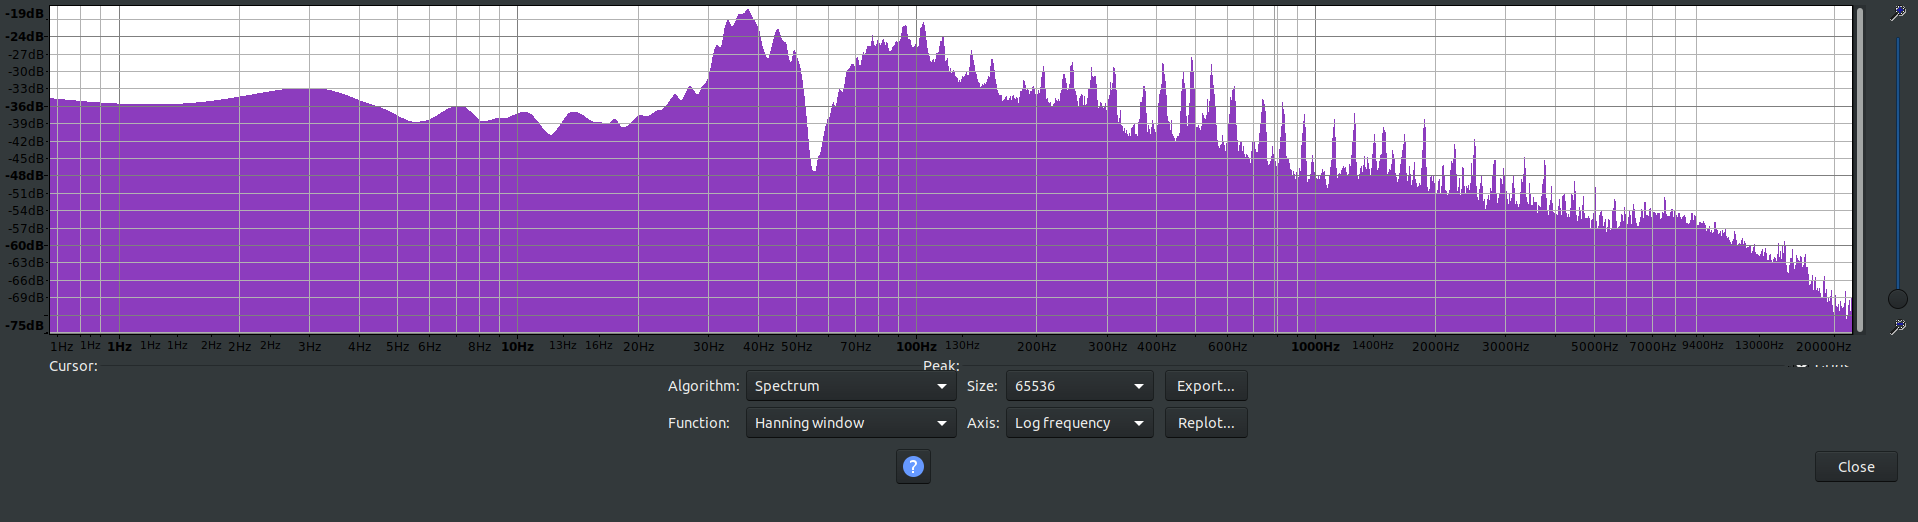 -19dB
-24dB
-27dB
-30dB
-33dB
-36dB
-39dB
-42dB
-45dB
-48dB
-51dB
-54dB
-57dB
-60dB
-63dB
-66dB
-69dB
-75dB
1Hz 1Hz 1Hz 1Hz 1Hz 2Hz 2Hz 2Hz 3Hz 4Hz 5Hz 6Hz 8Hz 10Hz 13Hz 16Hz 20Hz 30Hz 40Hz 50Hz 70Hz 100Hz 130Hz 200Hz 300Hz 400Hz 600Hz 1000Hz 1400Hz 2000Hz 3000Hz 5000Hz 7000Hz 9400Hz 13000Hz 20000Hz
Cursor: Peak:
Algorithm: Spectrum Size: 65536 Export...
Function: Hanning window Axis: Log frequency Replot...
?
Close